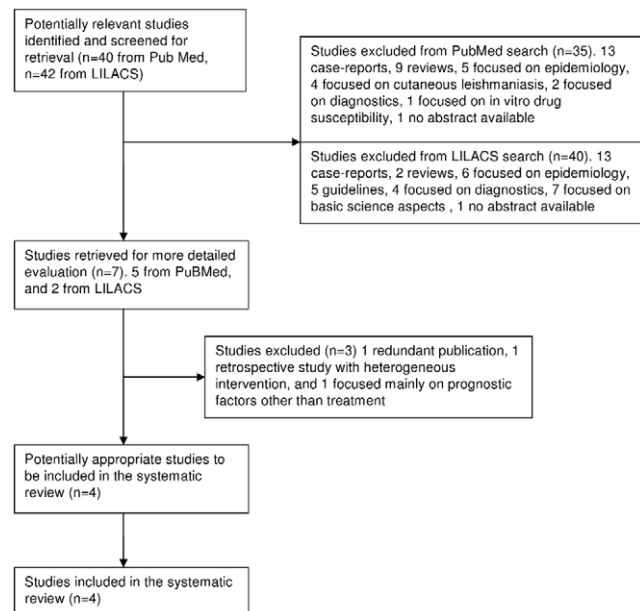 Potentially relevant studies
identified and screened for
retrieval (n=40 from Pub Med,
n=42 from LILACS)
Studies excluded from PubMed search (n=35). 13
case-reports, 9 reviews, 5 focused on epidemiology,
4 focused on cutaneous leishmaniasis, 2 focused
on diagnostics, 1 focused on in vitro drug
susceptibility, 1 no abstract available
Studies excluded from LILACS search (n=40). 13
case-reports, 2 reviews, 6 focused on epidemiology,
5 guidelines, 4 focused on diagnostics, 7 focused on
basic science aspects , 1 no abstract available
Studies retrieved for more detailed
evaluation (n=7). 5 from PuBMed,
and 2 from LILACS
Studies excluded (n=3) 1 redundant publication, 1
retrospective study with heterogeneous
intervention, and 1 focused mainly on prognostic
factors other than treatment
Potentially appropriate studies to
be included in the systematic
review (n=4)
Studies included in the systematic
review (n=4)